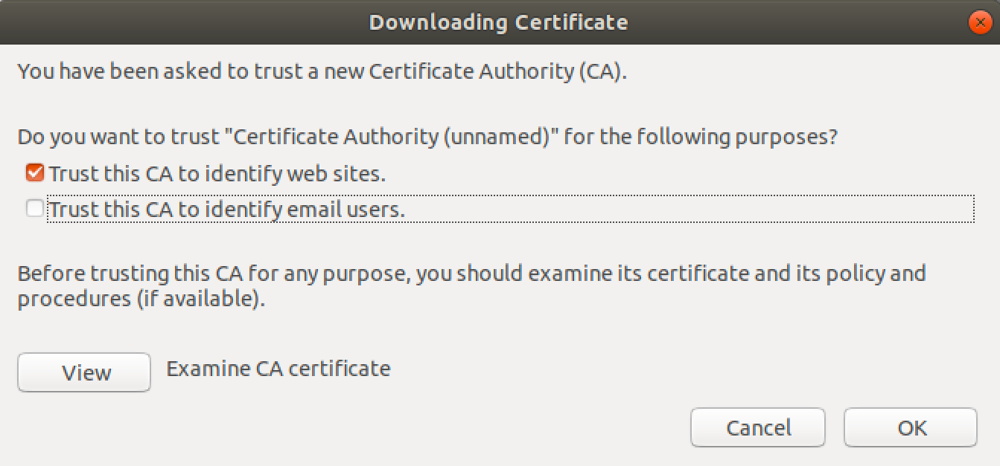 Downloading Certificate
You have been asked to trust a new Certificate Authority (CA).
Do you want to trust "Certificate Authority (unnamed)" for the following purposes?
Trust this CA to identify web sites.
Trust this CA to identify email users.
Before trusting this CA for any purpose, you should examine its certificate and its policy and
procedures (if available).
View Examine CA certificate
Cancel OK